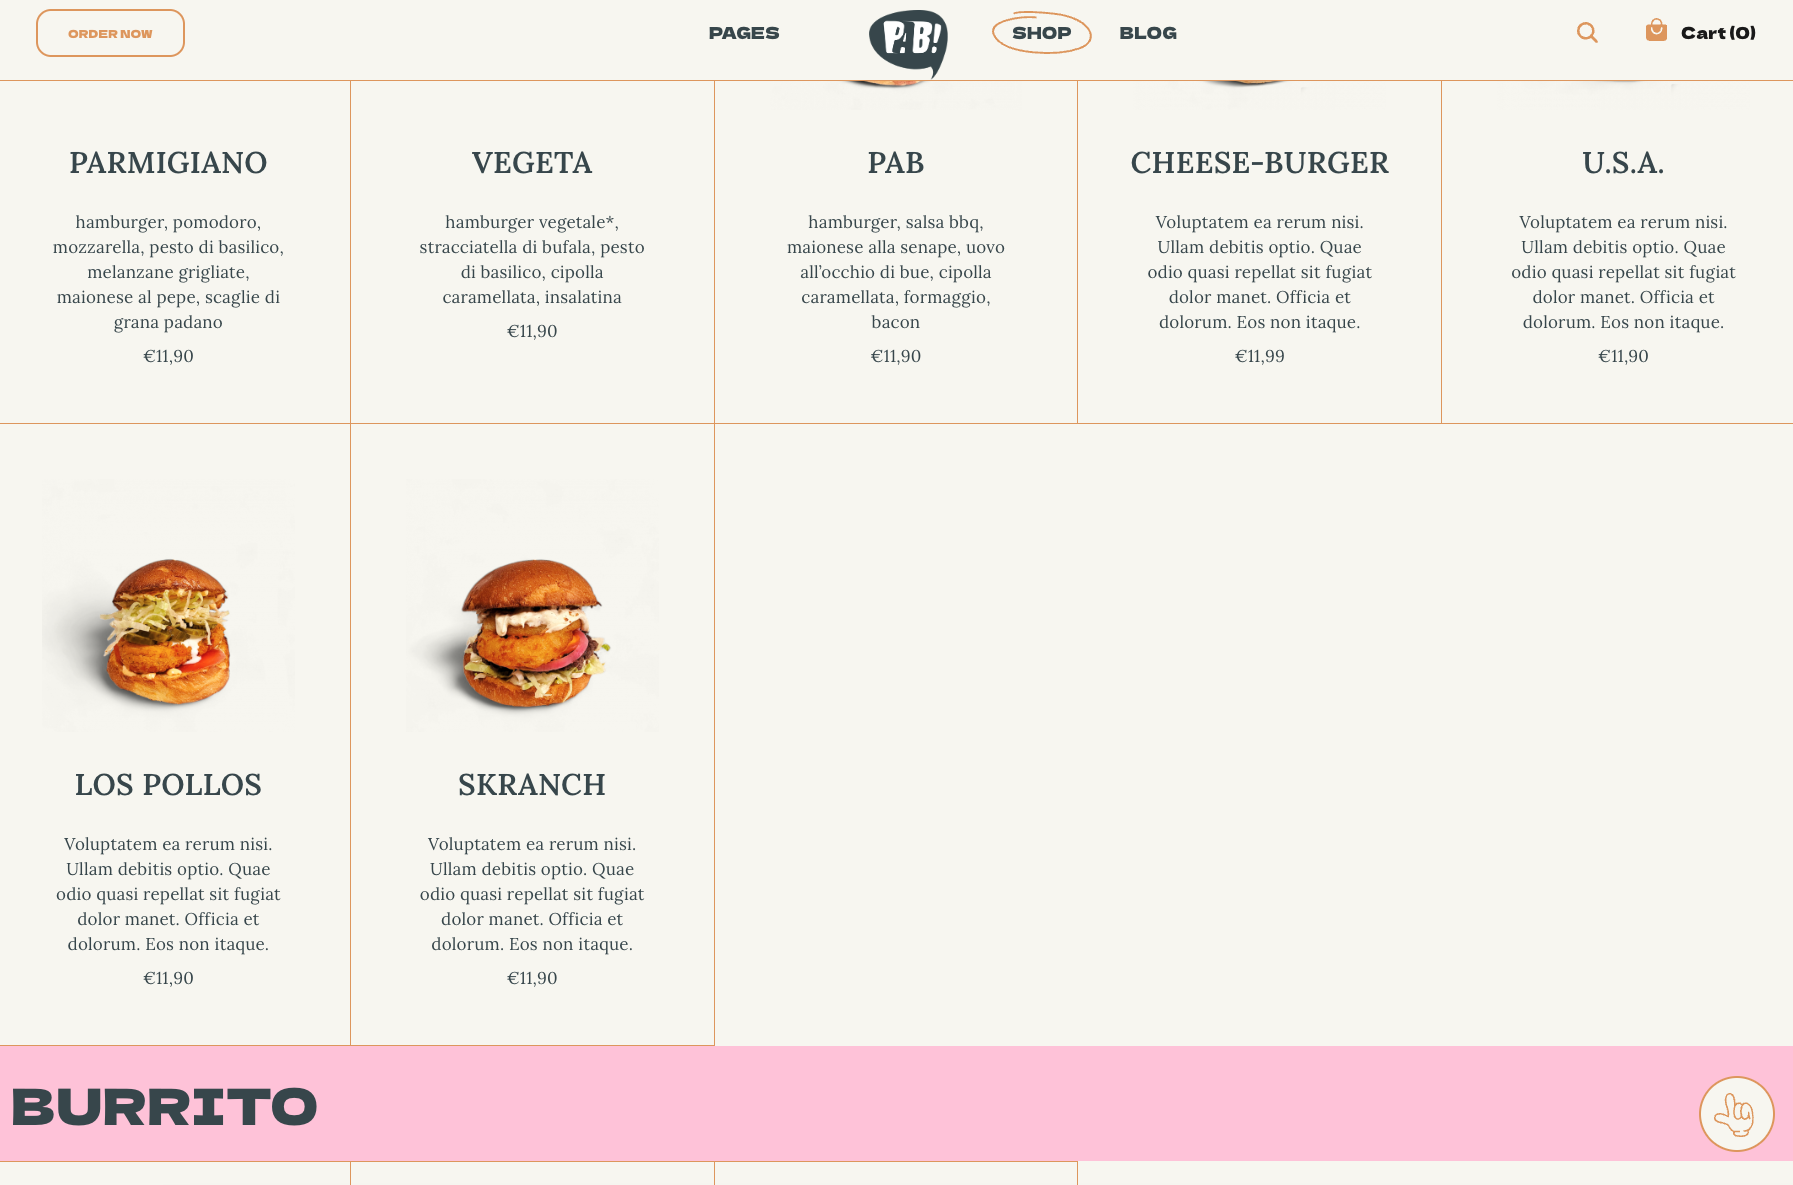 ORDER NOW
PAGES
PAB!
SHOP
BLOG
Cart (0)
PARMIGIANO
hamburger, pomodoro,
mozzarella, pesto di basilico,
melanzane grigliate,
maionese al pepe, scaglie di
grana padano
€11,90
VEGETA
hamburger vegetale*,
stracciatella di bufala, pesto
di basilico, cipolla
caramellata, insalatina
€11,90
PAB
hamburger, salsa bbq,
maionese alla senape, uovo
all’occhio di bue, cipolla
caramellata, formaggio,
bacon
€11,90
CHEESE-BURGER
Voluptatem ea rerum nisi.
Ullam debitis optio. Quae
odio quasi repellat sit fugiat
dolor manet. Officia et
dolorum. Eos non itaque.
€11,99
U.S.A.
Voluptatem ea rerum nisi.
Ullam debitis optio. Quae
odio quasi repellat sit fugiat
dolor manet. Officia et
dolorum. Eos non itaque.
€11,90
LOS POLLOS
Voluptatem ea rerum nisi.
Ullam debitis optio. Quae
odio quasi repellat sit fugiat
dolor manet. Officia et
dolorum. Eos non itaque.
€11,90
SKRANCH
Voluptatem ea rerum nisi.
Ullam debitis optio. Quae
odio quasi repellat sit fugiat
dolor manet. Officia et
dolorum. Eos non itaque.
€11,90
BURRITO